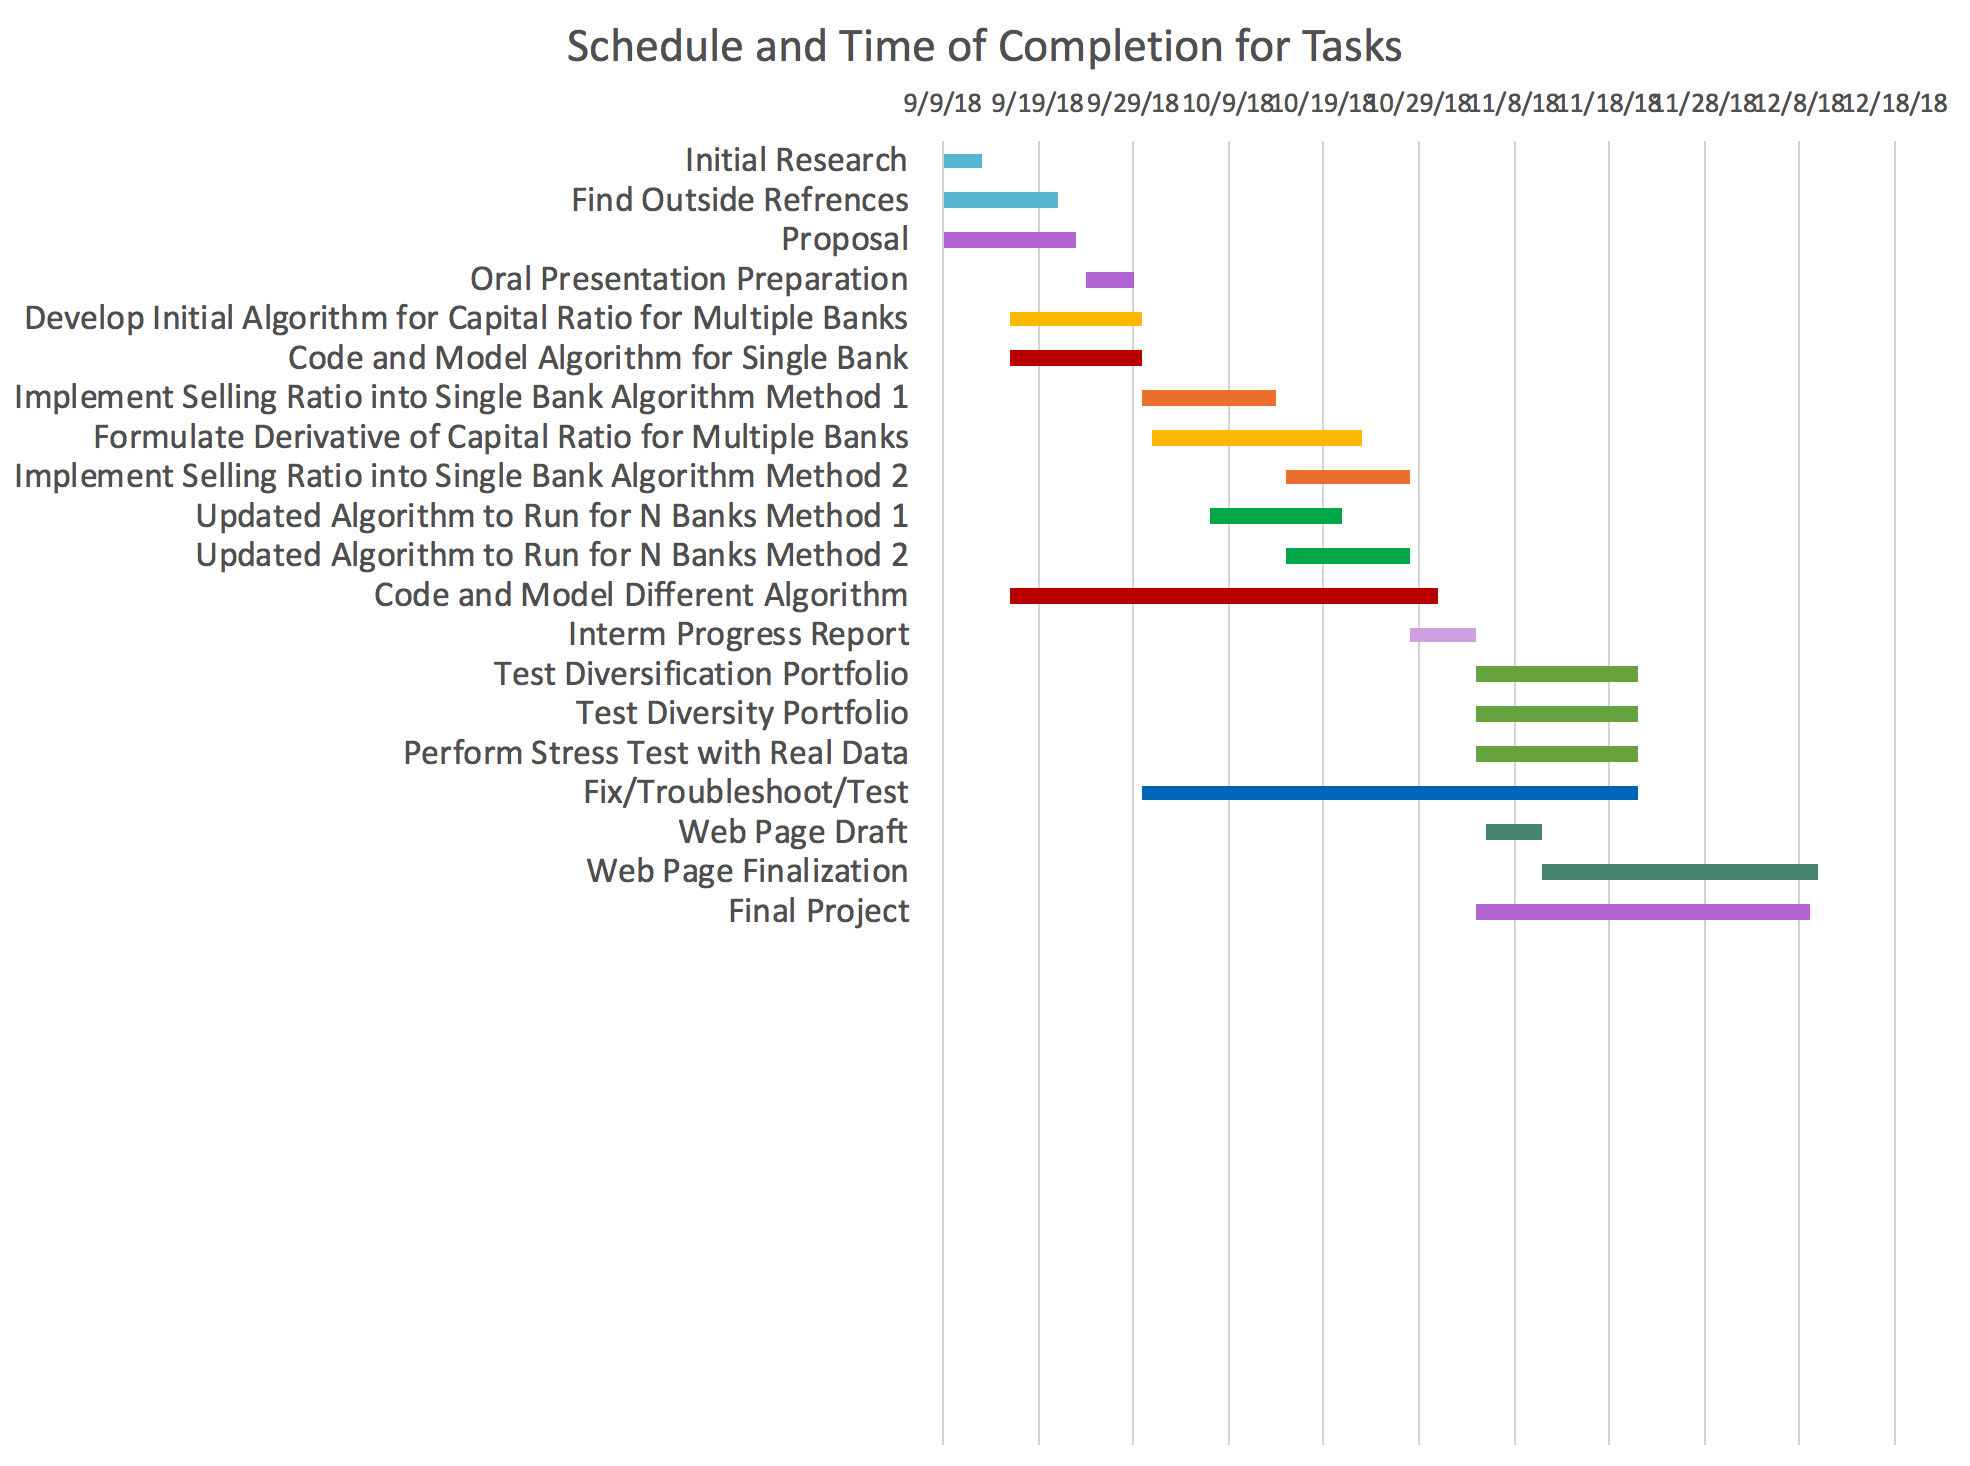 Schedule and Time of Completion for Tasks
9/9/18 9/19/18 9/29/18 10/9/18 10/19/18 10/29/18 11/8/18 11/18/18 11/28/18 12/8/18 12/18/18
Initial Research
Find Outside Refrences
Proposal
Oral Presentation Preparation
Develop Initial Algorithm for Capital Ratio for Multiple Banks
Code and Model Algorithm for Single Bank
Implement Selling Ratio into Single Bank Algorithm Method 1
Formulate Derivative of Capital Ratio for Multiple Banks
Implement Selling Ratio into Single Bank Algorithm Method 2
Updated Algorithm to Run for N Banks Method 1
Updated Algorithm to Run for N Banks Method 2
Code and Model Different Algorithm
Interm Progress Report
Test Diversification Portfolio
Test Diversity Portfolio
Perform Stress Test with Real Data
Fix/Troubleshoot/Test
Web Page Draft
Web Page Finalization
Final Project